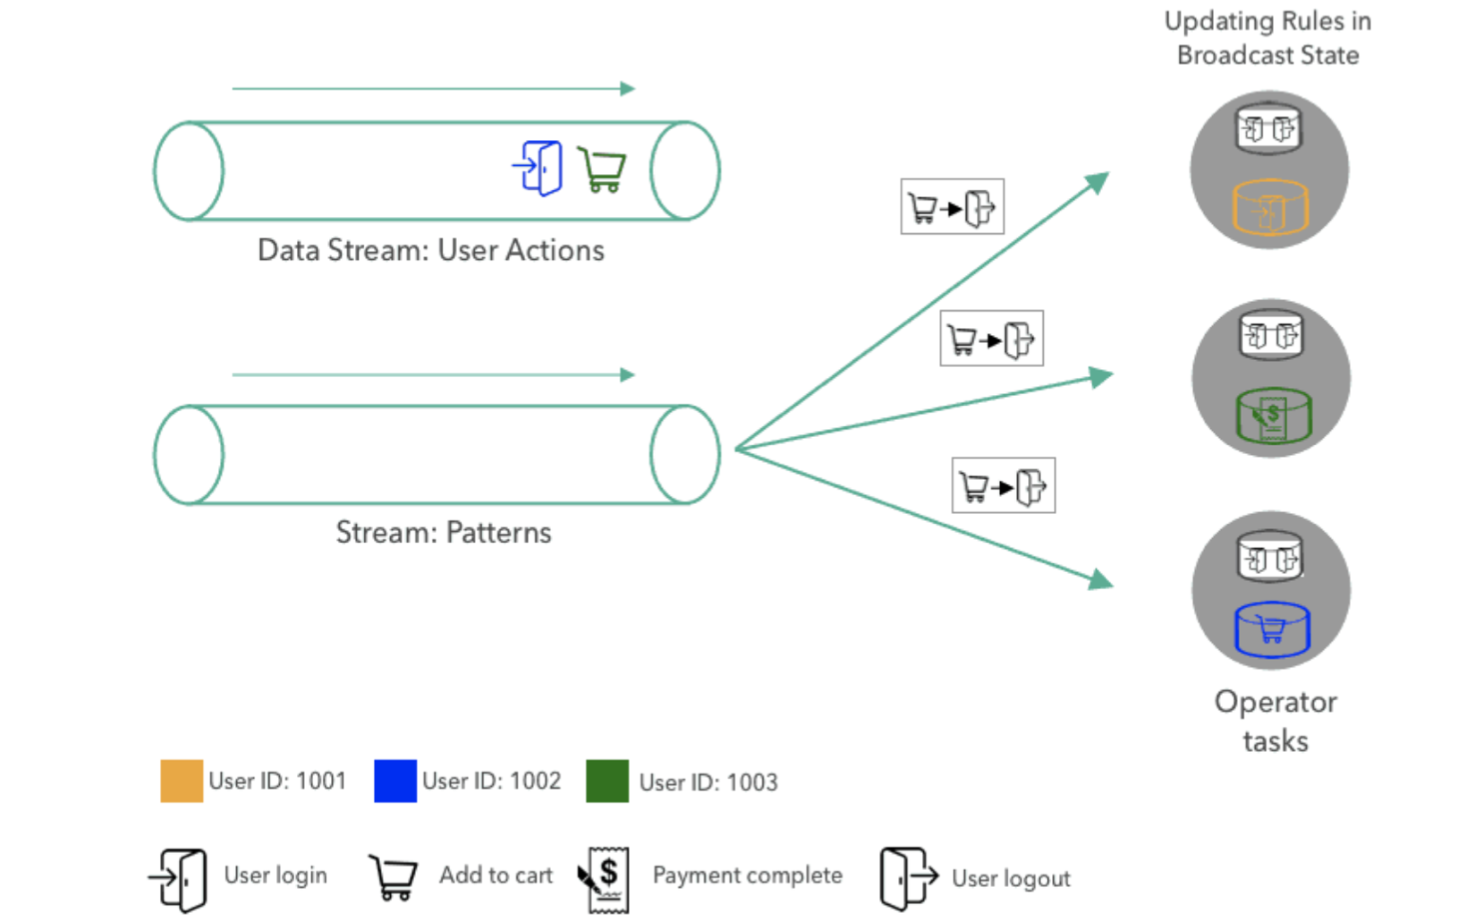 Updating Rules in
Broadcast State
Data Stream: User Actions
Stream: Patterns
$
Operator
tasks
User ID: 1001
User ID: 1002
User ID: 1003
User login
Add to cart
$
Payment complete
User logout